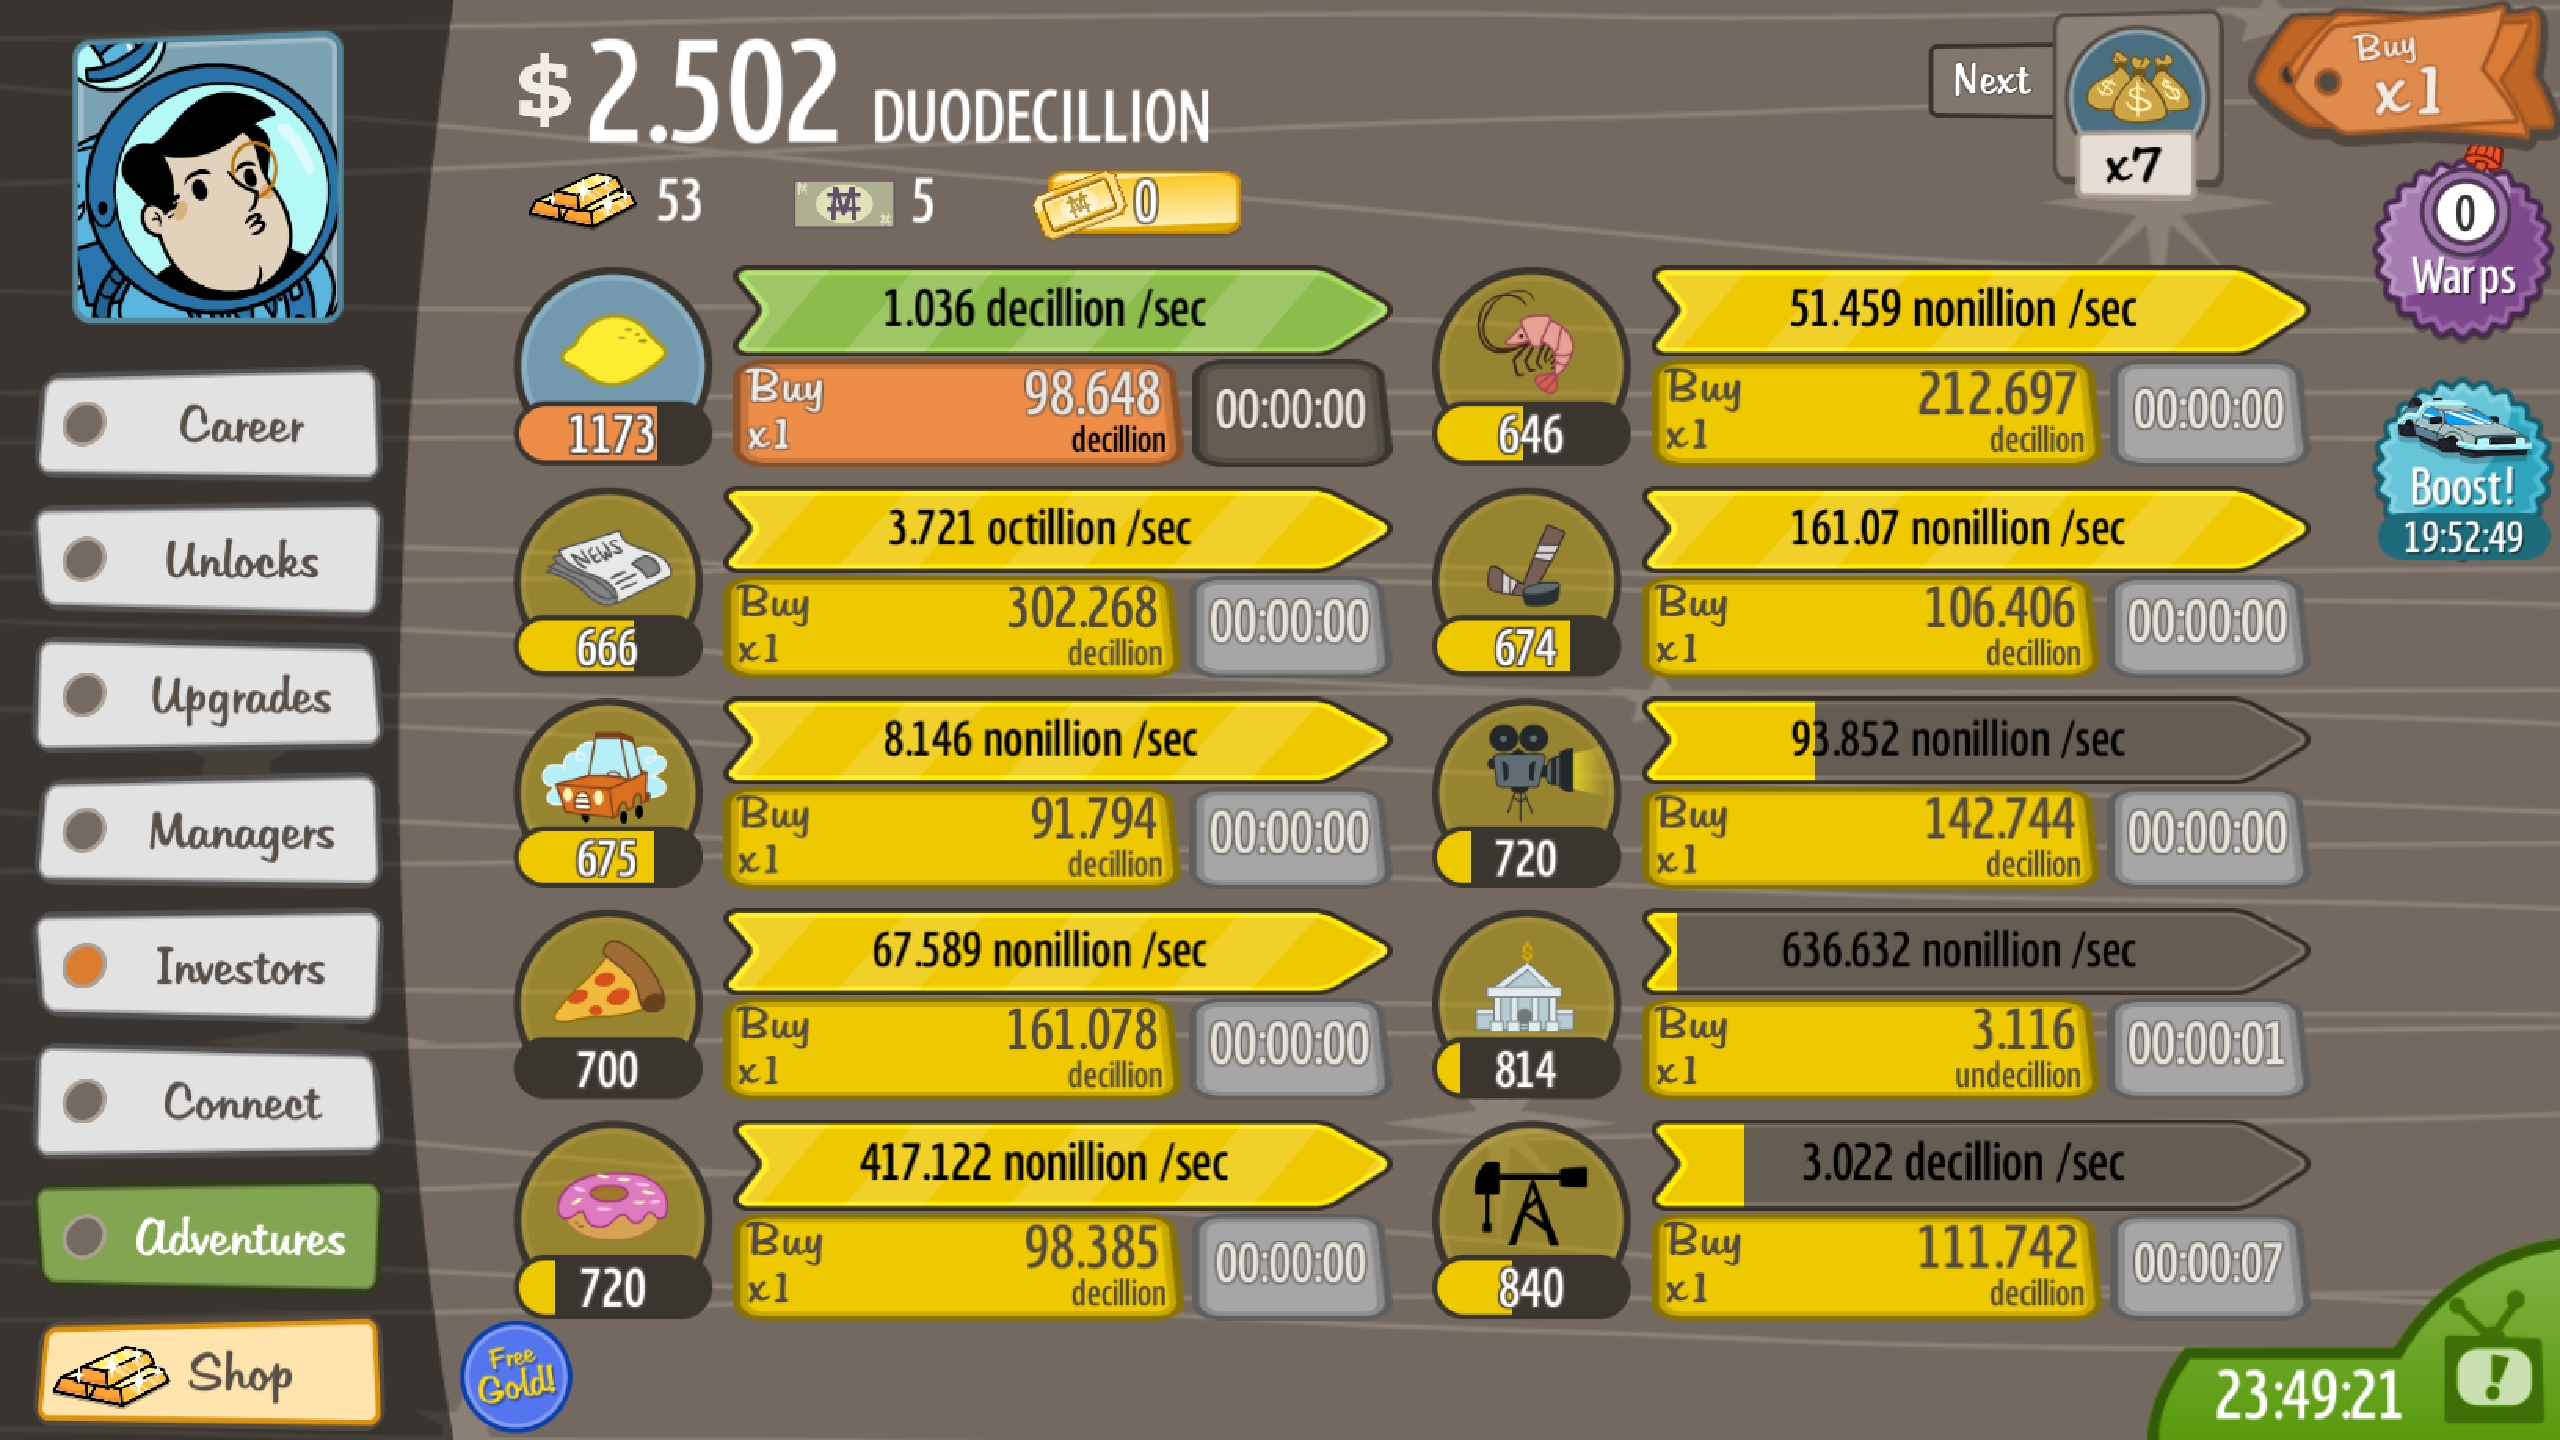 $ 2.502 DUODECILLION
53
5
0
Next
x7
Buy
x1
0
Warps
Boost!
19:52:49
Career
Unlocks
Upgrades
Managers
Investors
Connect
Adventures
Shop
1173
1.036 decillion /sec
Buy
x1
98.648
decillion
00:00:00
NEWS
666
3.721 octillion /sec
Buy
x1
302.268
decillion
00:00:00
675
8.146 nonillion /sec
Buy
x1
91.794
decillion
00:00:00
700
67.589 nonillion /sec
Buy
x1
161.078
decillion
00:00:00
720
417.122 nonillion /sec
Buy
x1
98.385
decillion
00:00:00
646
51.459 nonillion /sec
Buy
x1
212.697
decillion
00:00:00
674
161.07 nonillion /sec
Buy
x1
106.406
decillion
00:00:00
720
93.852 nonillion /sec
Buy
x1
142.744
decillion
00:00:00
814
636.632 nonillion /sec
Buy
x1
3.116
undecillion
00:00:01
840
3.022 decillion /sec
Buy
x1
111.742
decillion
00:00:07
Free
Gold!
23:49:21
!